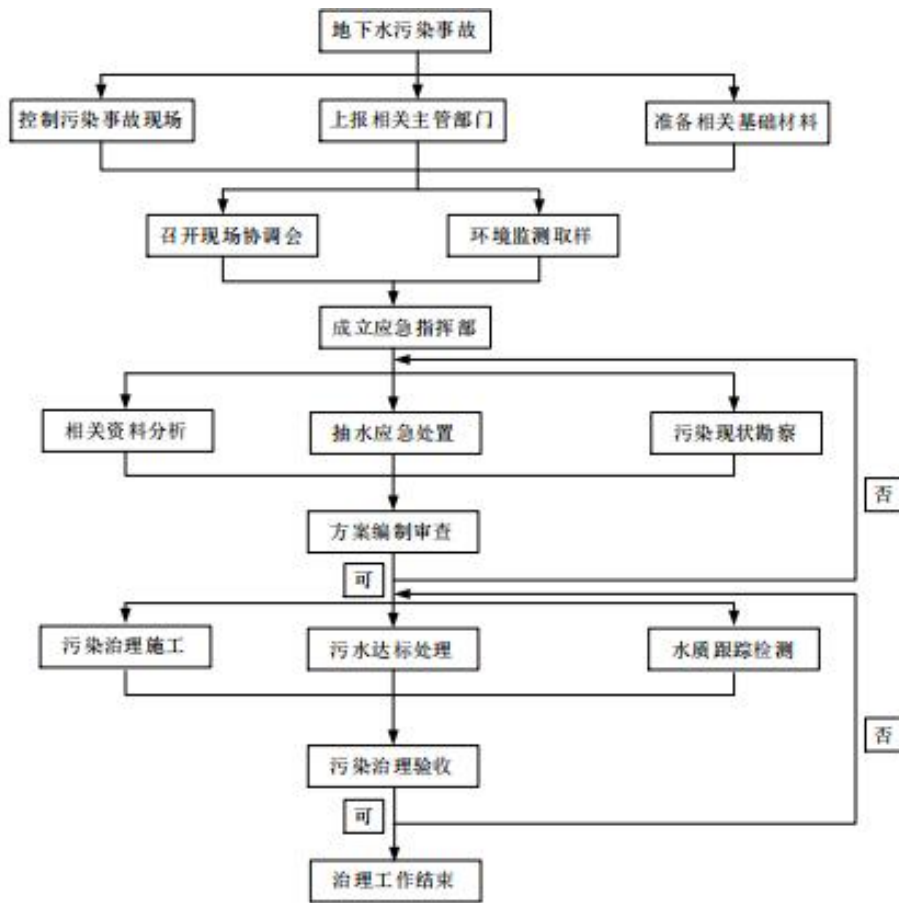 地下水污染事故
控制污染事故现场
上报相关主管部门
准备相关基础材料
召开现场协调会
环境监测取样
成立应急指挥部
相关资料分析
抽水应急处置
污染现状勘察
否
方案编制审查
可
污染治理施工
污水达标处理
水质跟踪检测
否
污染治理验收
可
治理工作结束